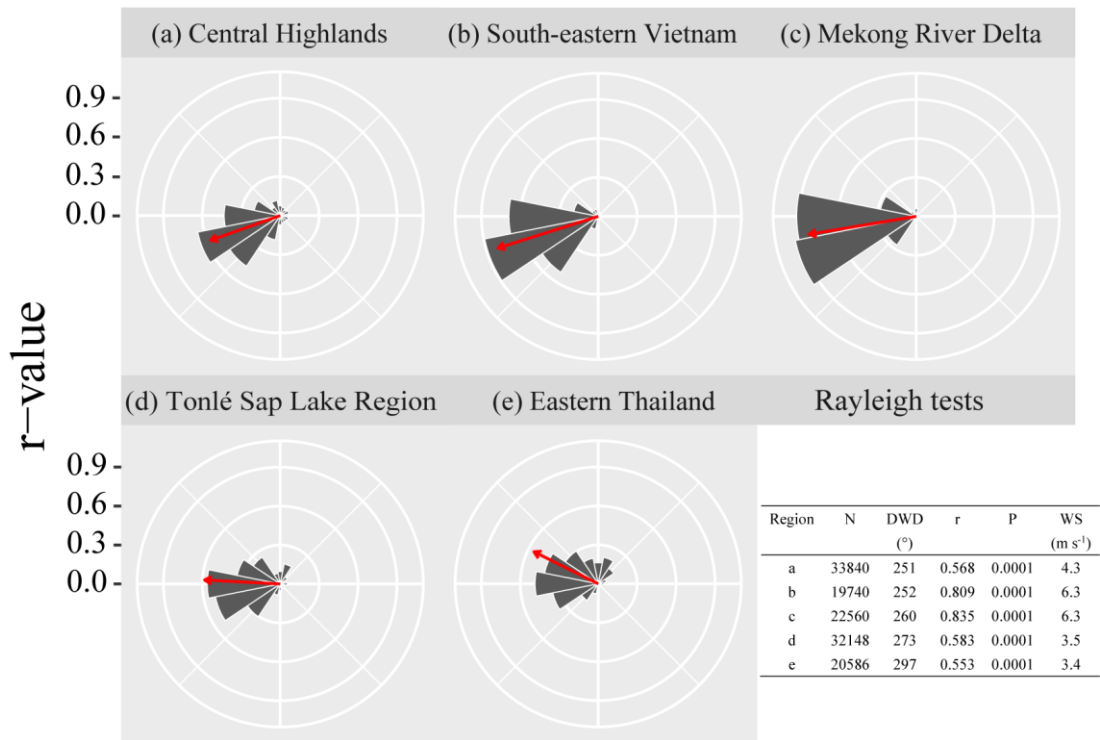 (a) Central Highlands
(b) South-eastern Vietnam
(c) Mekong River Delta
0.9
0.6
0.3
0.0
r–value
(d) Tonlé Sap Lake Region
(e) Eastern Thailand
Rayleigh tests
0.9
0.6
0.3
0.0
Region N DWD r P WS
(°) (m s⁻¹)
a 33840 251 0.568 0.0001 4.3
b 19740 252 0.809 0.0001 6.3
c 22560 260 0.835 0.0001 6.3
d 32148 273 0.583 0.0001 3.5
e 20586 297 0.553 0.0001 3.4